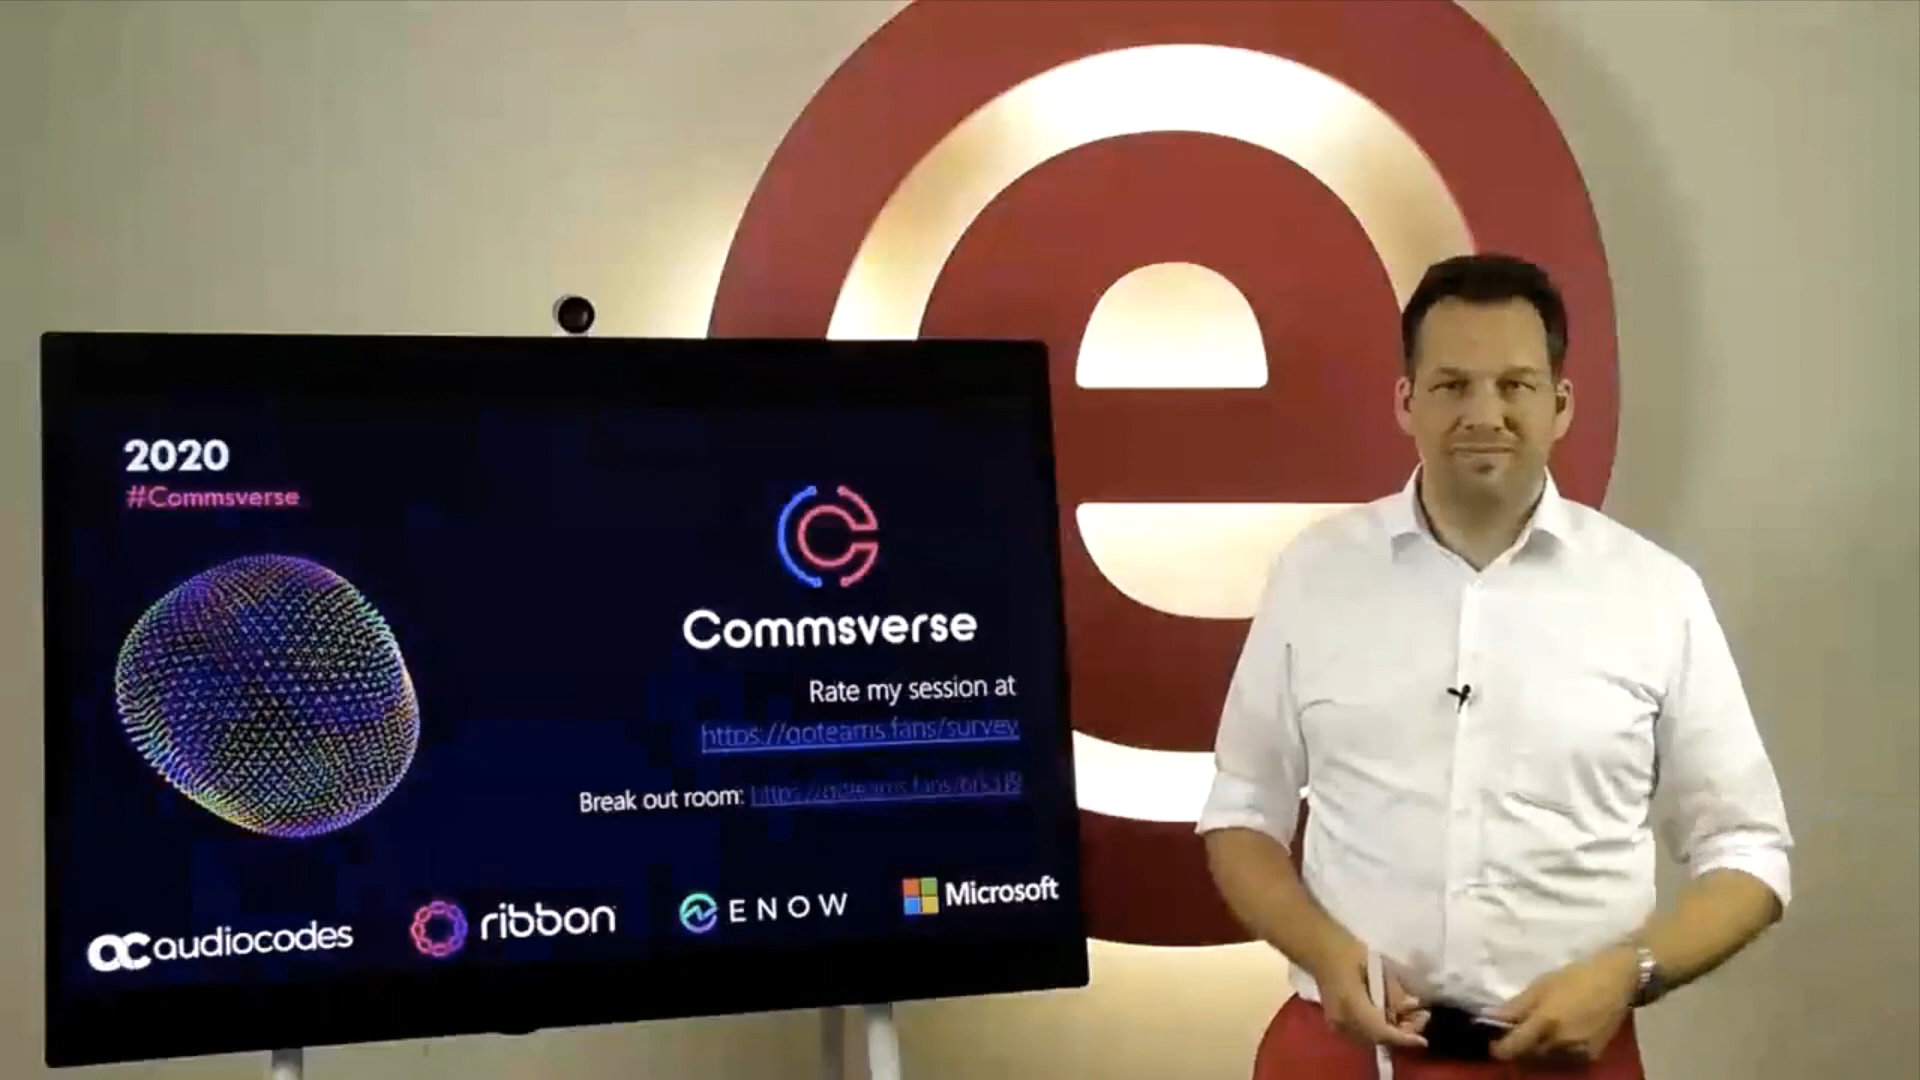 2020
#Commsverse
Commsverse
Rate my session at
https://goteams.fans/survey
Break out room:
audiocodes
ribbon
ENOW
Microsoft
e